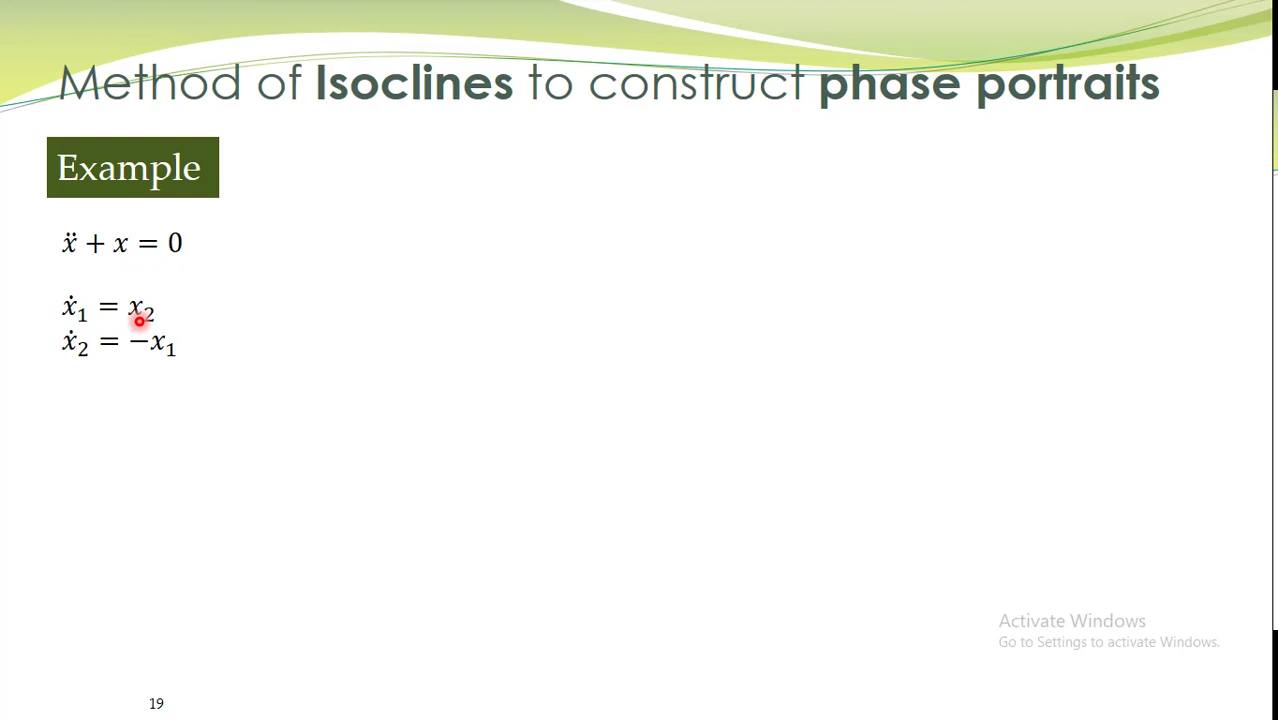 Method of Isoclines to construct phase portraits
Example
ẍ + x = 0
ẋ₁ = x₂
ẋ₂ = −x₁
Activate Windows
Go to Settings to activate Windows.
19